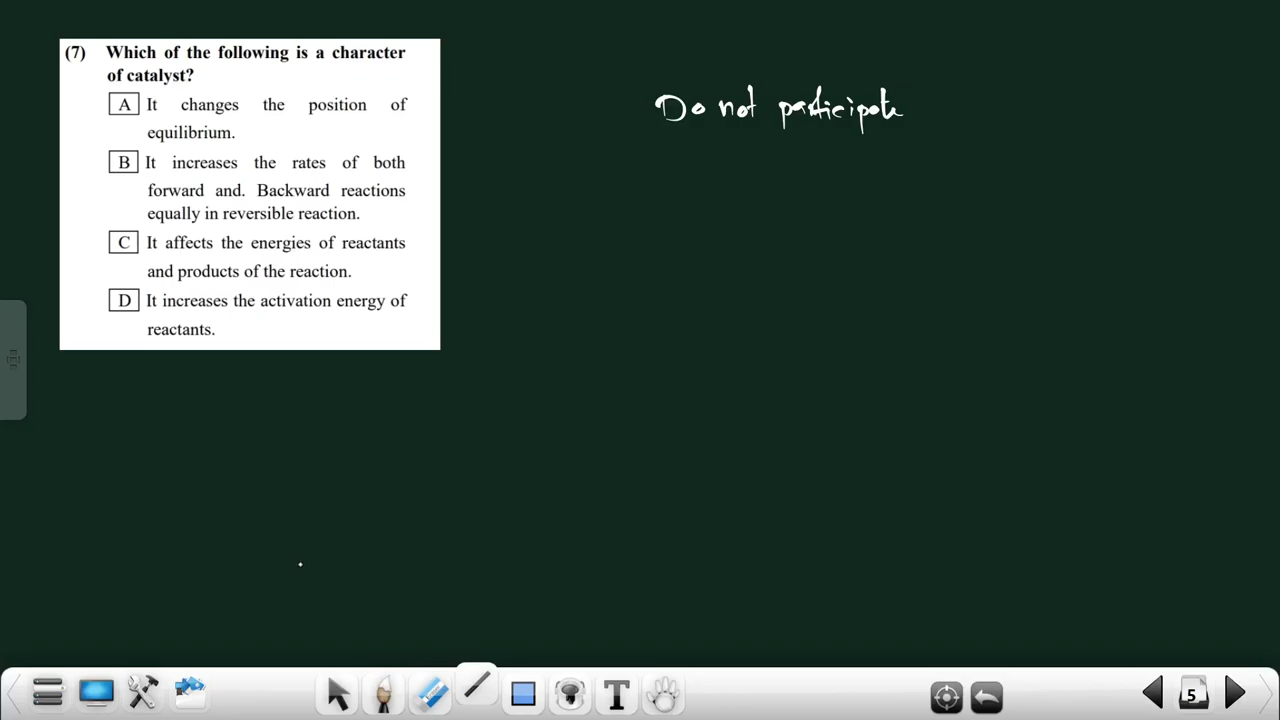 (7) Which of the following is a character
of catalyst?
A It changes the position of
equilibrium.
B It increases the rates of both
forward and. Backward reactions
equally in reversible reaction.
C It affects the energies of reactants
and products of the reaction.
D It increases the activation energy of
reactants.
Do not participate
T
5